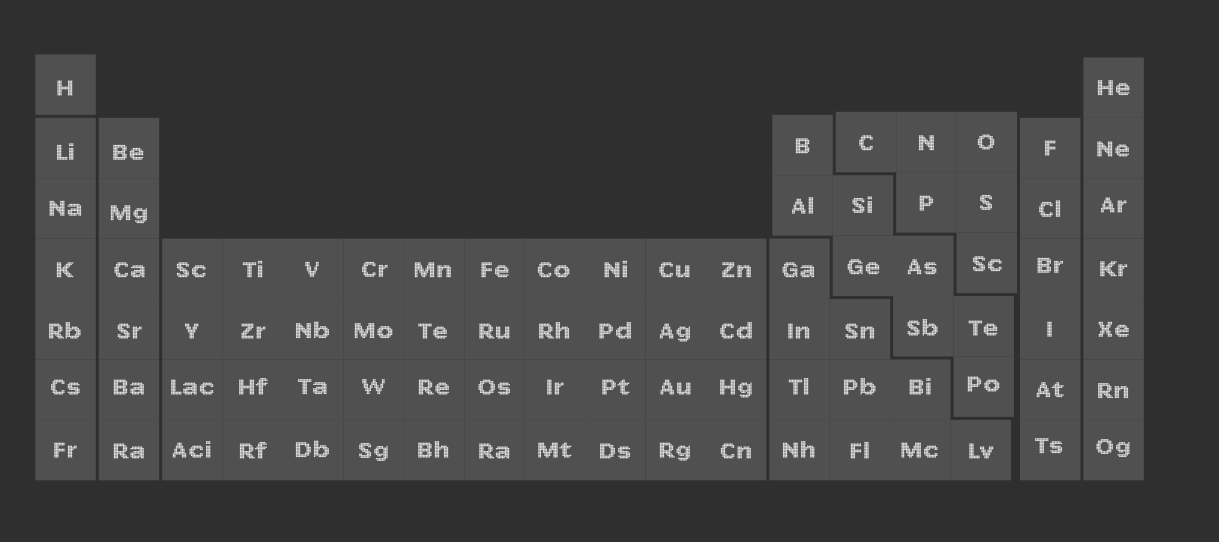 H He
Li Be B C N O F Ne
Na Mg Al Si P S Cl Ar
K Ca Sc Ti V Cr Mn Fe Co Ni Cu Zn Ga Ge As Sc Br Kr
Rb Sr Y Zr Nb Mo Te Ru Rh Pd Ag Cd In Sn Sb Te I Xe
Cs Ba Lac Hf Ta W Re Os Ir Pt Au Hg Tl Pb Bi Po At Rn
Fr Ra Aci Rf Db Sg Bh Ra Mt Ds Rg Cn Nh Fl Mc Lv Ts Og